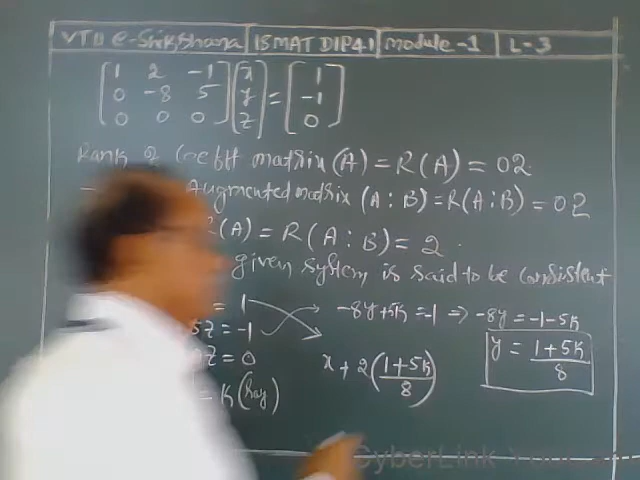 VTU e-Shikshana | 15MAT DIP41 | Module-1 | L-3
[1 2 -1] [x] [1]
[0 -8 5] [y] = [-1]
[0 0 0] [z] [0]
Rank of Coefft matrix (A) = R(A) = 02.
Augmented matrix (A : B) = R(A:B) = 02
R(A) = R(A : B) = 2.
given system is said to be consistent
= 1 -8y+5k = -1 => -8y = -1-5k
5z = -1 y = (1+5k)/8
0z = 0 x + 2((1+5k)/8)
= k (say)
CyberLink